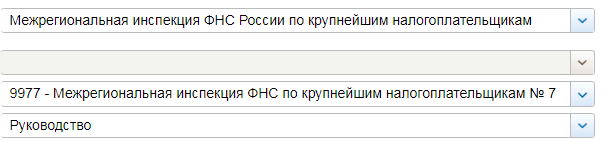 Межрегиональная инспекция ФНС России по крупнейшим налогоплательщикам
9977 - Межрегиональная инспекция ФНС по крупнейшим налогоплательщикам № 7
Руководство